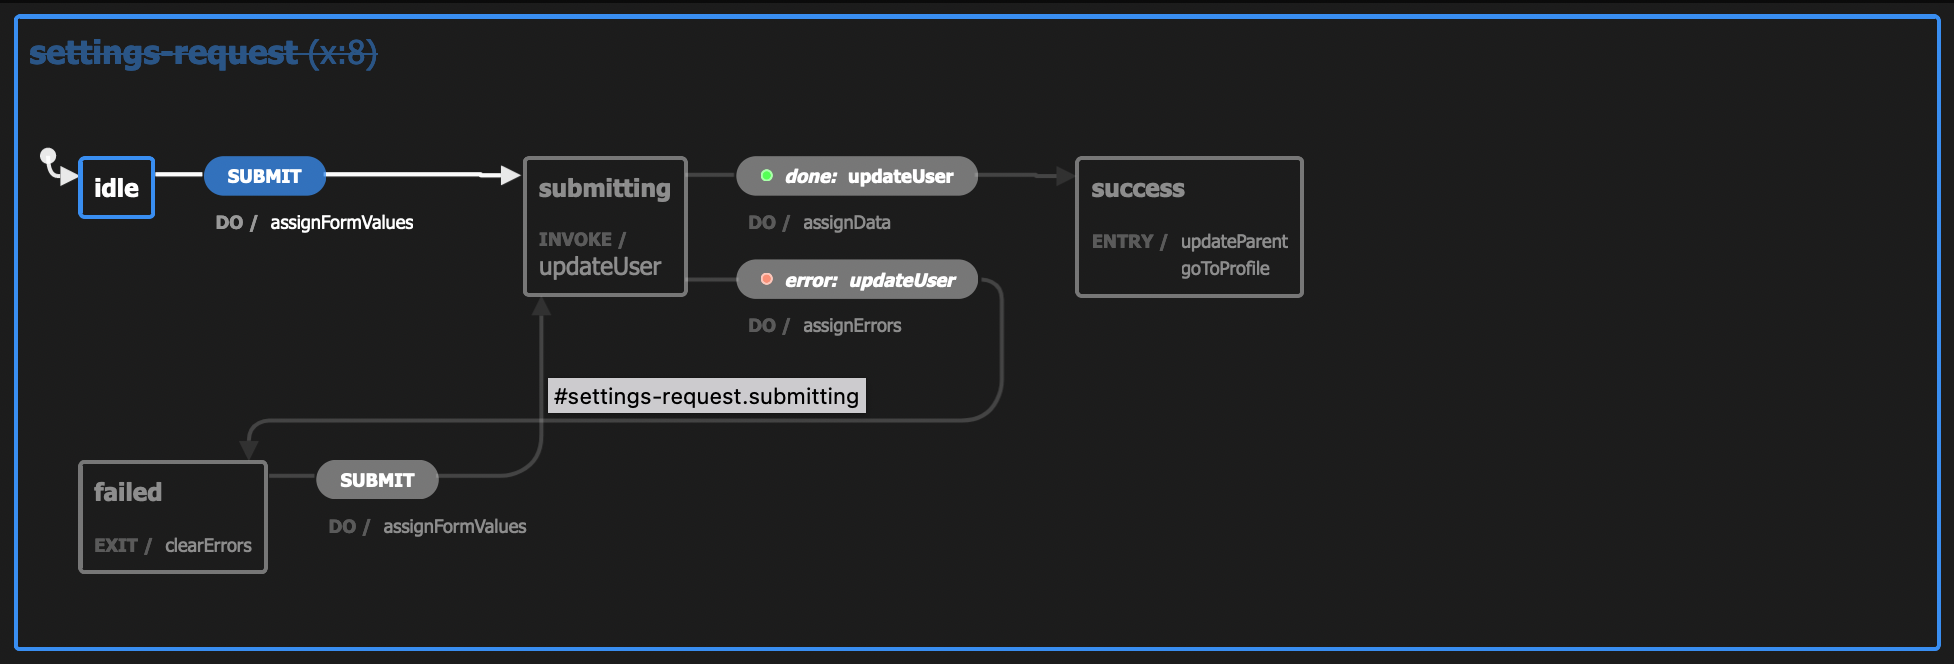 settings-request (x:8)
idle
SUBMIT
DO / assignFormValues
submitting
INVOKE /
updateUser
done: updateUser
DO / assignData
error: updateUser
DO / assignErrors
success
ENTRY / updateParent
goToProfile
#settings-request.submitting
failed
EXIT / clearErrors
SUBMIT
DO / assignFormValues